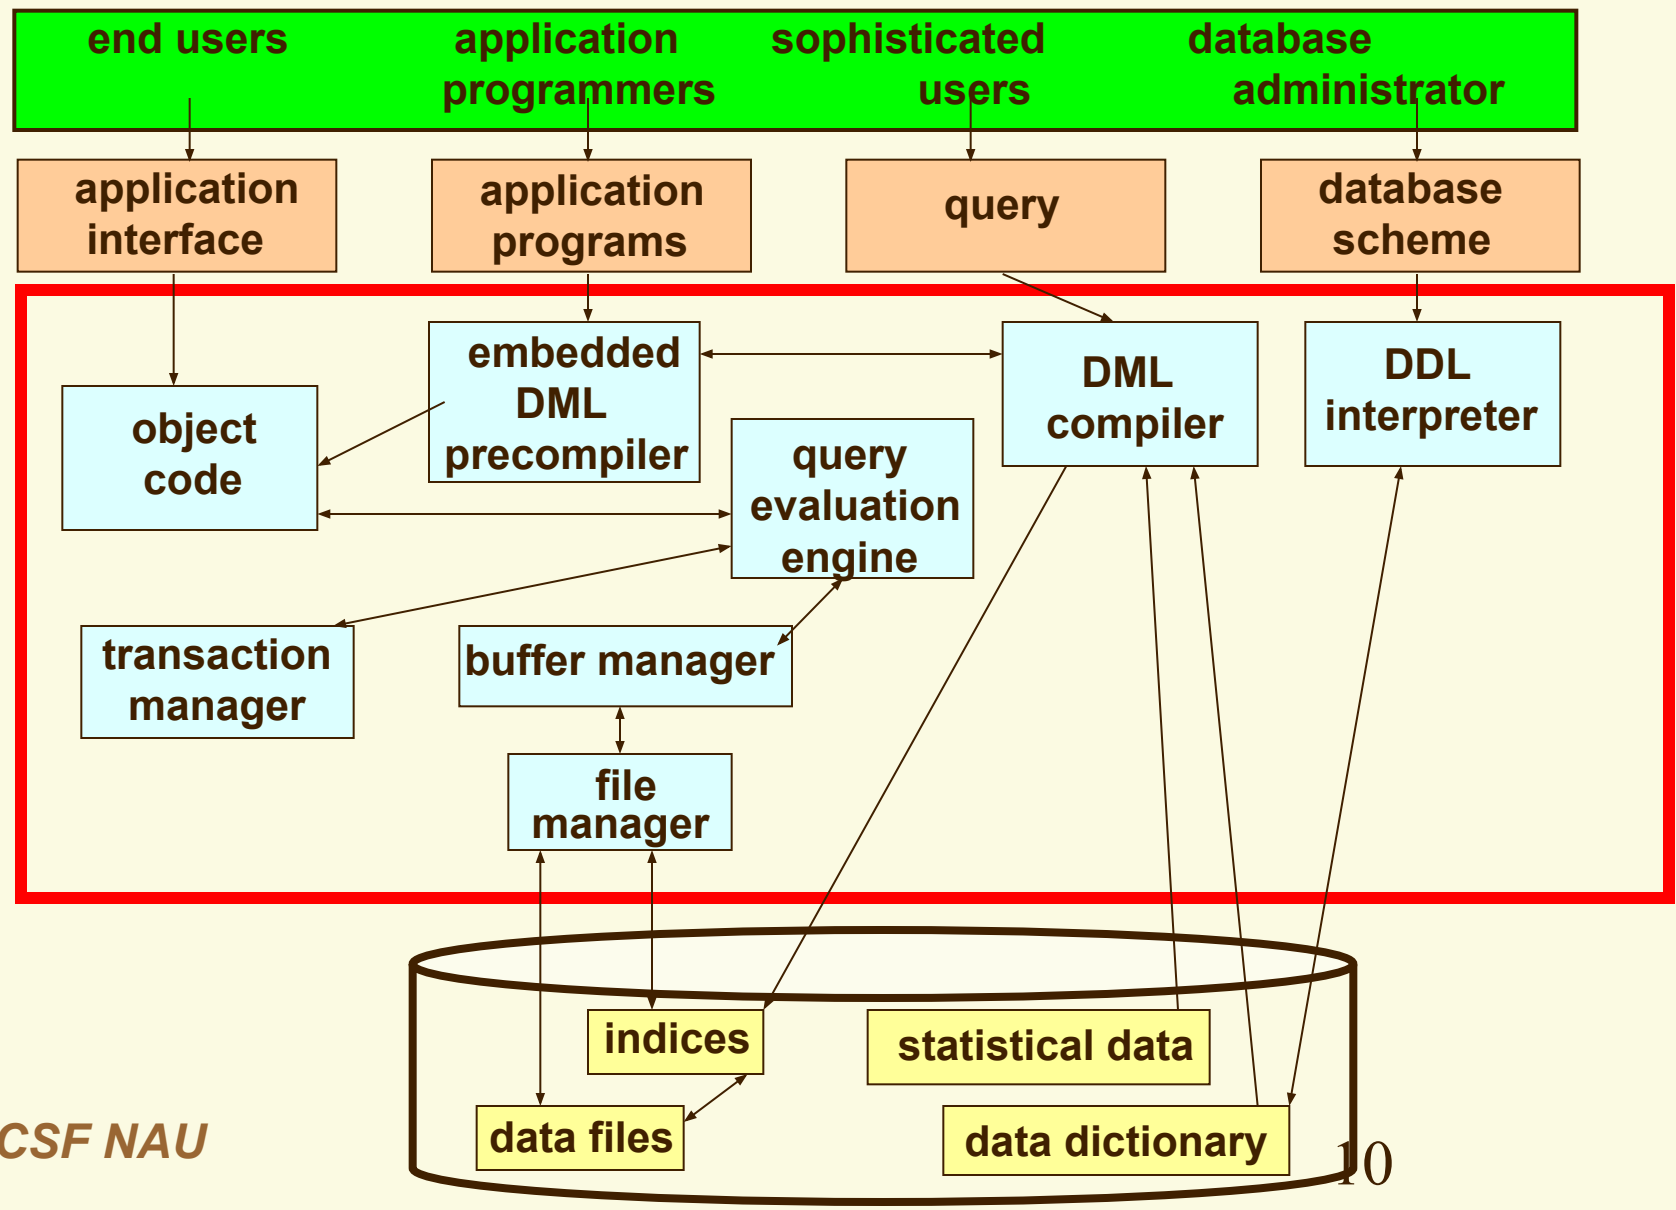 end users
application
programmers
sophisticated
users
database
administrator
application
interface
application
programs
query
database
scheme
embedded
DML
precompiler
DML
compiler
DDL
interpreter
object
code
query
evaluation
engine
transaction
manager
buffer manager
file
manager
indices
statistical data
data files
data dictionary
CSF NAU
10